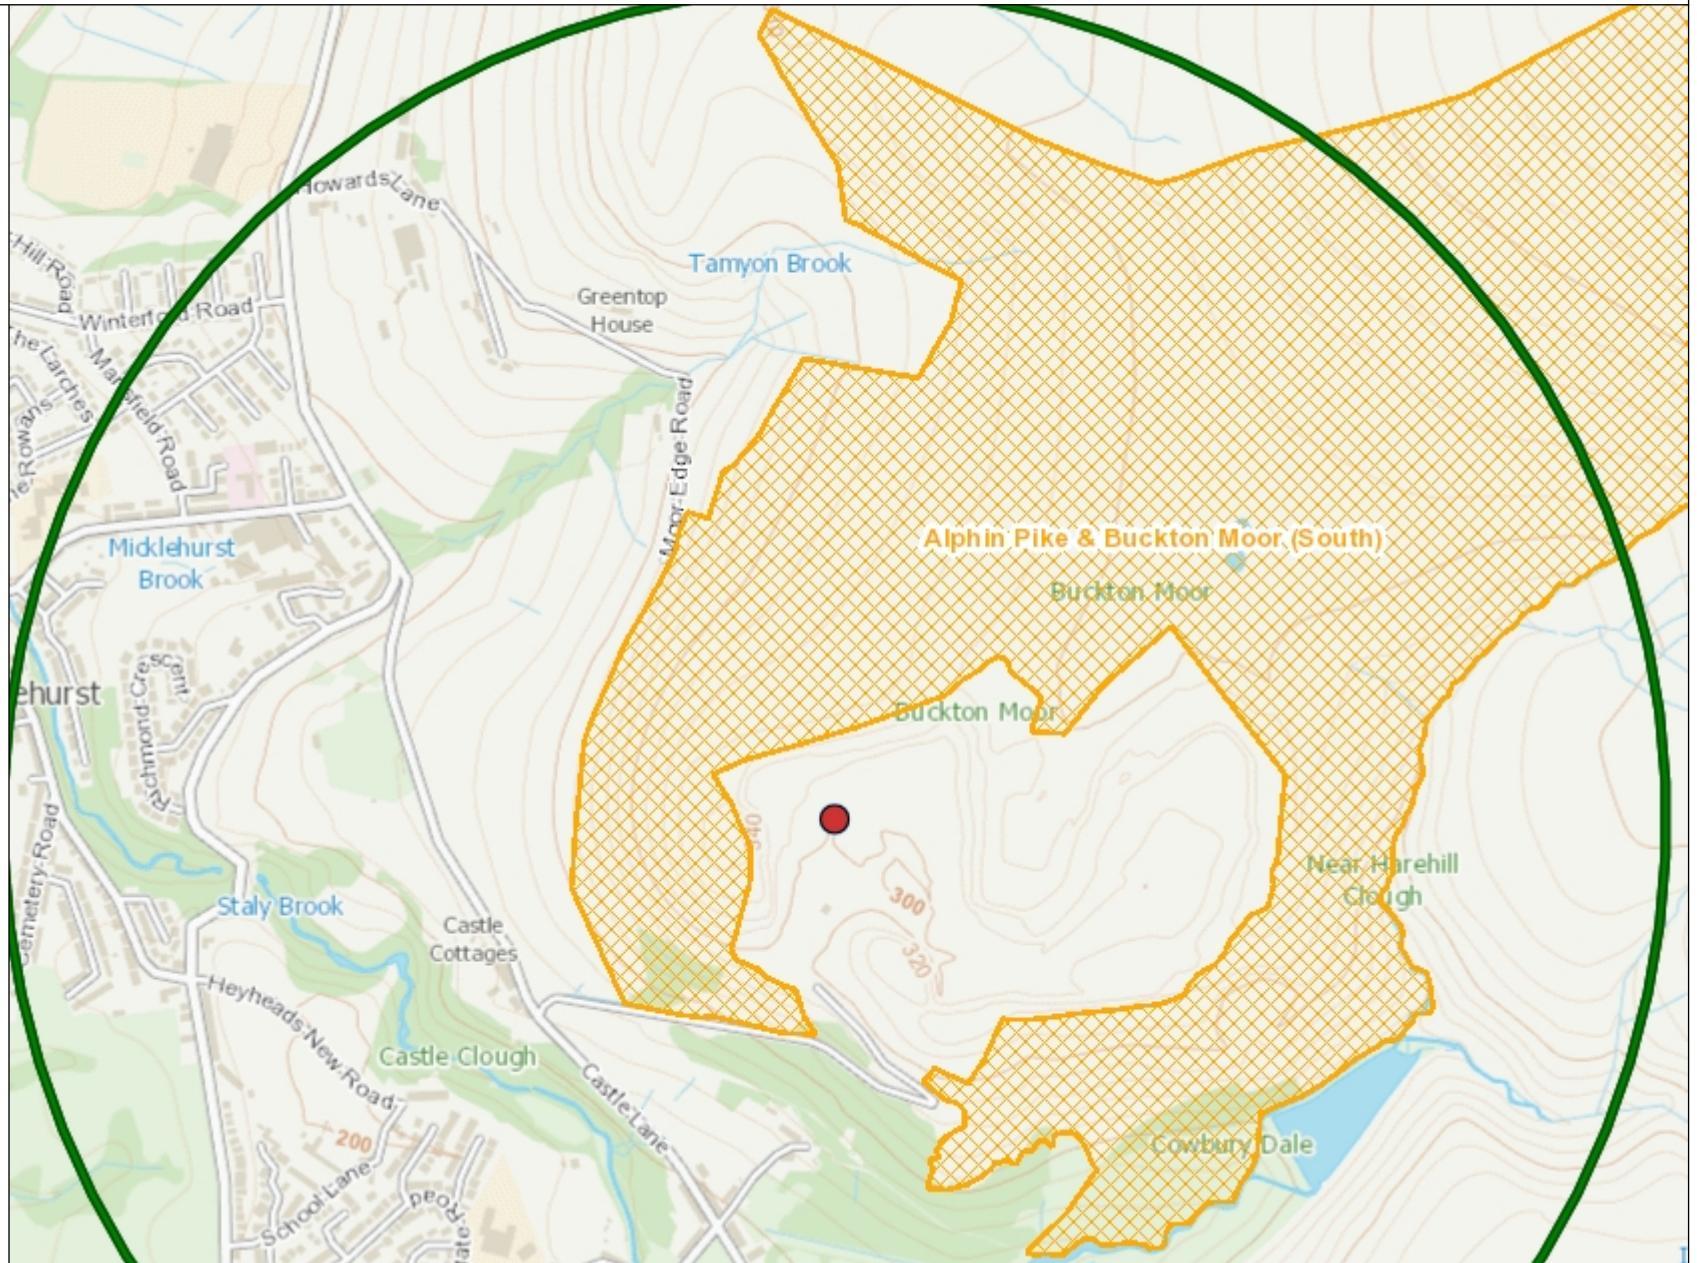 Howards Lane
Hill Road
Tamyon Brook
Greentop
House
Winterford Road
The Larches
Mansfield Road
Moor Edge Road
Alphin Pike & Buckton Moor (South)
Micklehurst
Brook
Buckton Moor
Richmond Crescent
ehurst
Buckton Moor
40
Cemetery Road
Near Harehill
Clough
300
Staly Brook
Castle
Cottages
320
Heyheads New Road
Castle Clough
Castle Lane
200
Cowbury Dale
School Lane